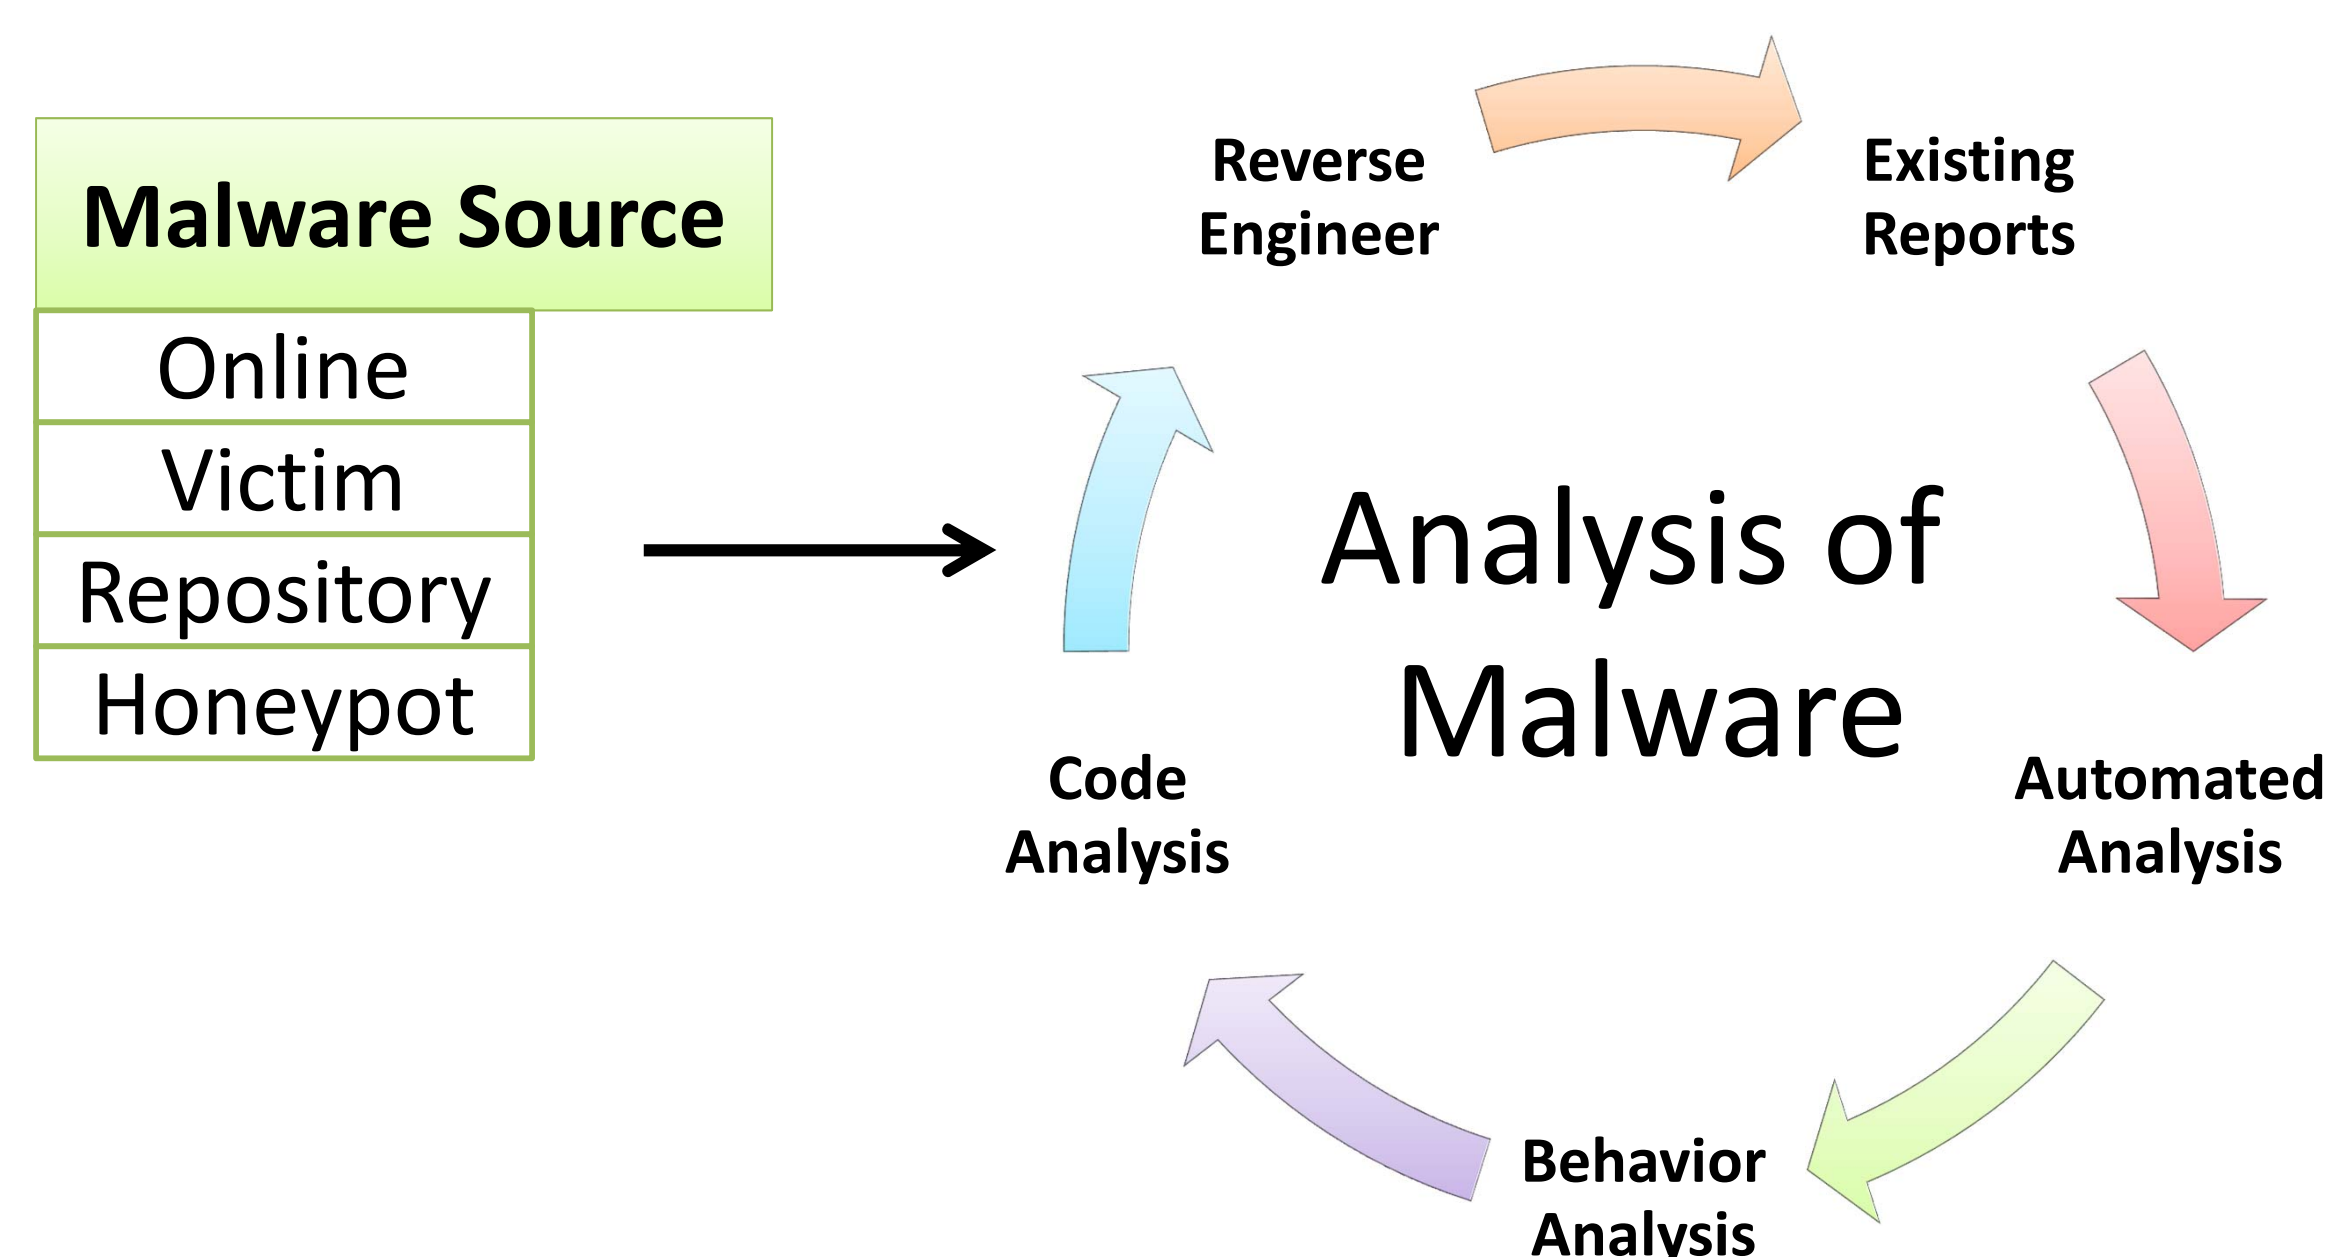 Malware Source
Online
Victim
Repository
Honeypot
Reverse
Engineer
Existing
Reports
Analysis of
Malware
Code
Analysis
Automated
Analysis
Behavior
Analysis